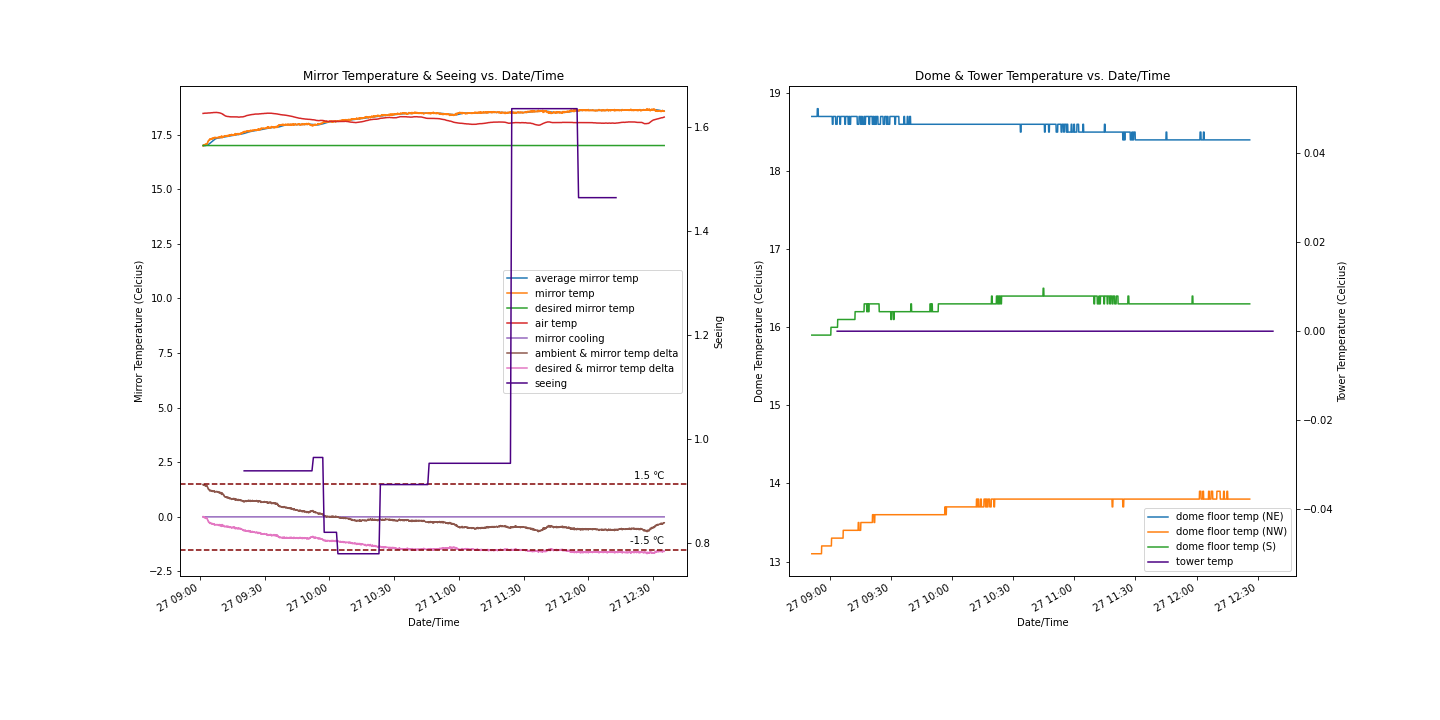 Mirror Temperature & Seeing vs. Date/Time
Mirror Temperature (Celcius)
17.5
15.0
12.5
10.0
7.5
5.0
2.5
0.0
−2.5
1.6
1.4
1.2
1.0
0.8
Seeing
average mirror temp
mirror temp
desired mirror temp
air temp
mirror cooling
ambient & mirror temp delta
desired & mirror temp delta
seeing
1.5 °C
-1.5 °C
27 09:00
27 09:30
27 10:00
27 10:30
27 11:00
27 11:30
27 12:00
27 12:30
Date/Time
Dome & Tower Temperature vs. Date/Time
Dome Temperature (Celcius)
19
18
17
16
15
14
13
0.04
0.02
0.00
−0.02
−0.04
Tower Temperature (Celcius)
dome floor temp (NE)
dome floor temp (NW)
dome floor temp (S)
tower temp
27 09:00
27 09:30
27 10:00
27 10:30
27 11:00
27 11:30
27 12:00
27 12:30
Date/Time